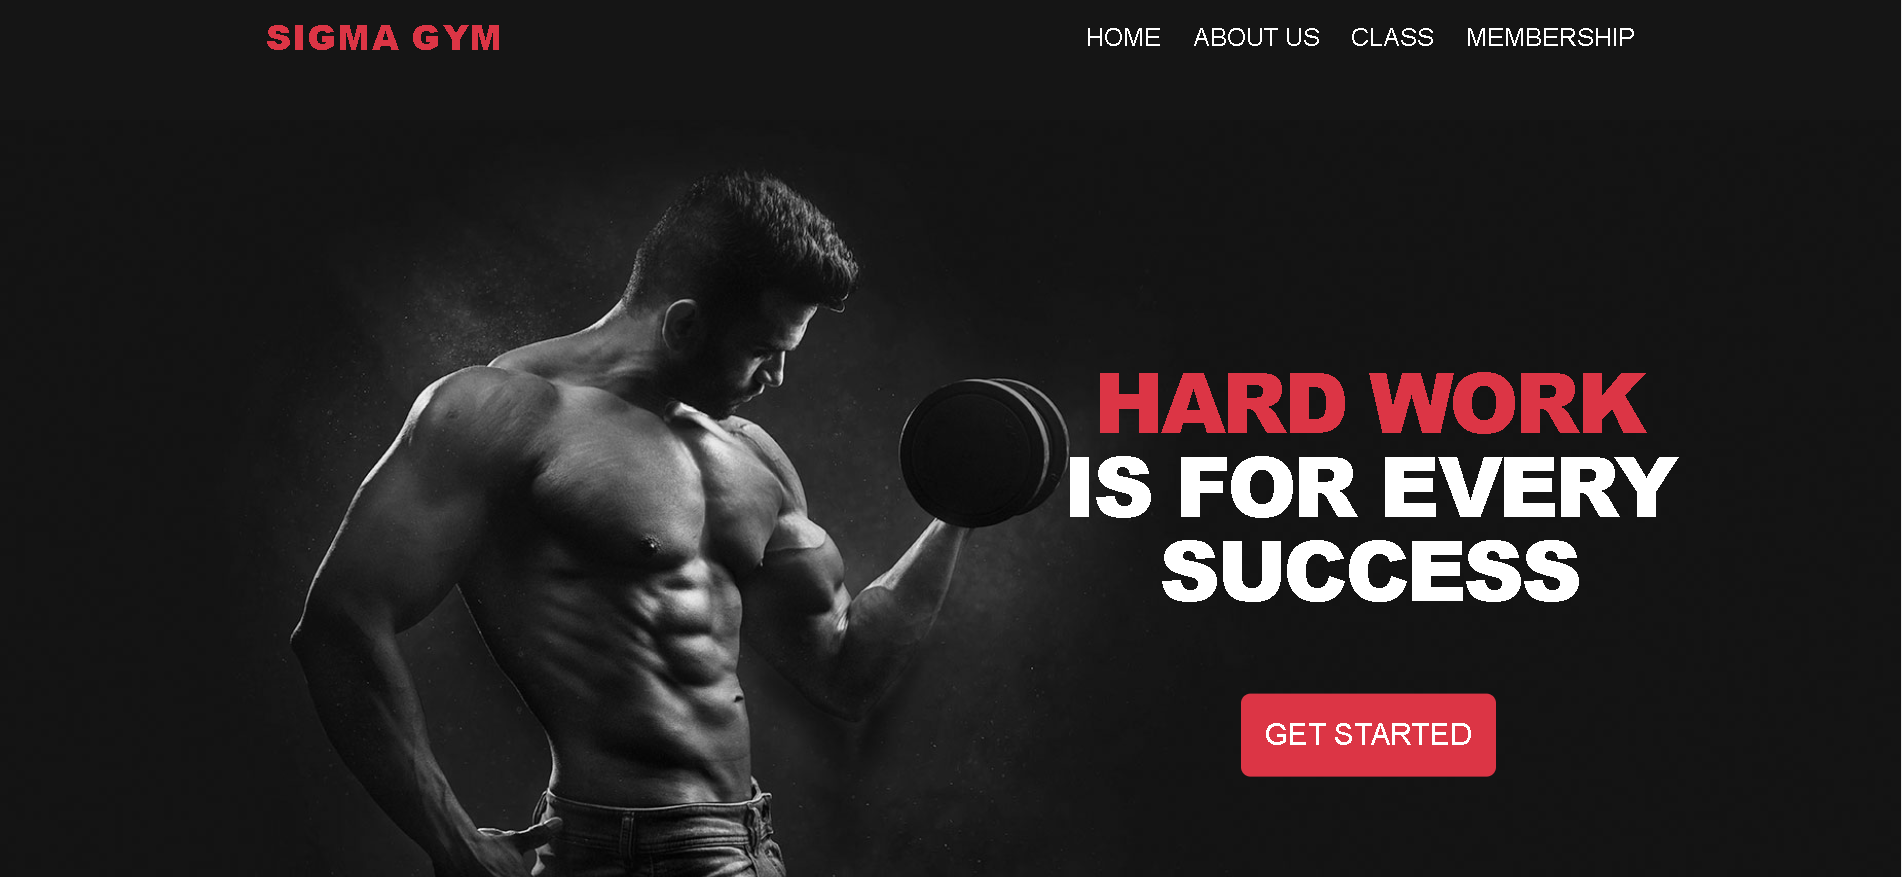 SIGMA GYM
HOME ABOUT US CLASS MEMBERSHIP
HARD WORK
IS FOR EVERY
SUCCESS
GET STARTED